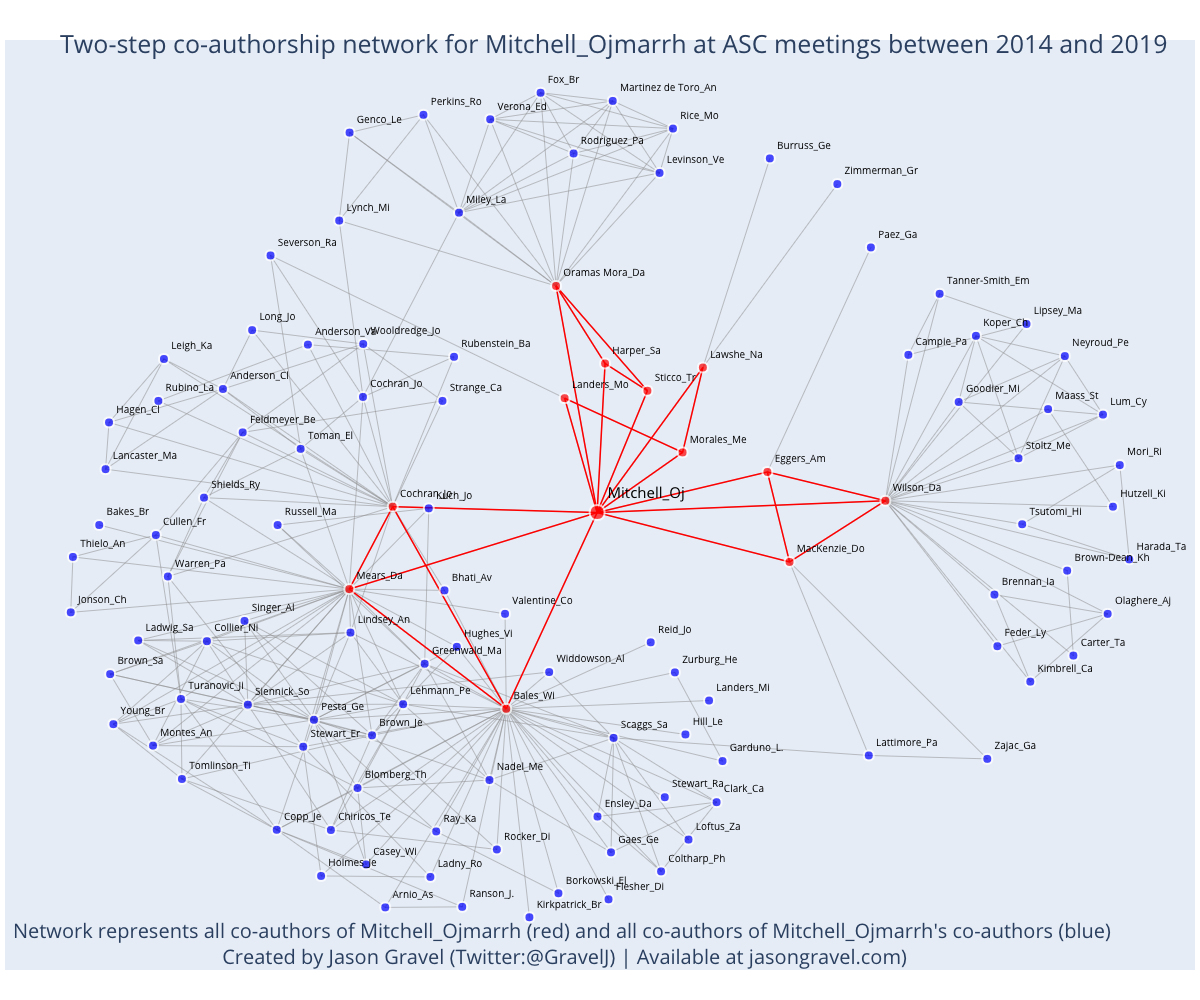 Two-step co-authorship network for Mitchell_Ojmarrh at ASC meetings between 2014 and 2019
Fox_Br
Martinez de Toro_An
Perkins_Ro
Verona_Ed
Rice_Mo
Genco_Le
Rodriguez_Pa
Burruss_Ge
Levinson_Ve
Zimmerman_Gr
Miley_La
Lynch_Mi
Paez_Ga
Severson_Ra
Oramas Mora_Da
Tanner-Smith_Em
Lipsey_Ma
Long_Jo
Koper_Ch
Anderson_Va
Wooldredge_Jo
Campie_Pa
Neyroud_Pe
Rubenstein_Ba
Leigh_Ka
Harper_Sa
Lawshe_Na
Anderson_Cl
Sticco_Tr
Rubino_La
Cochran_Jo
Strange_Ca
Landers_Mo
Goodier_Mi
Maass_St
Lum_Cy
Hagen_Cl
Feldmeyer_Be
Toman_El
Morales_Me
Stoltz_Me
Lancaster_Ma
Eggers_Am
Mori_Ri
Shields_Ry
Cochran_Jo
Kuch_Jo
Mitchell_Oj
Wilson_Da
Hutzell_Ki
Bakes_Br
Russell_Ma
Cullen_Fr
Tsutomi_Hi
Thielo_An
Harada_Ta
Warren_Pa
Mears_Da
MacKenzie_Do
Brown-Dean_Kh
Bhati_Av
Brennan_Ia
Jonson_Ch
Valentine_Co
Olaghere_Aj
Singer_Al
Lindsey_An
Ladwig_Sa
Collier_Ni
Hughes_Vi
Reid_Jo
Feder_Ly
Carter_Ta
Greenwald_Ma
Brown_Sa
Widdowson_Al
Zurburg_He
Kimbrell_Ca
Turanovic_Ji
Slennick_So
Lehmann_Pe
Bales_Wi
Landers_Mi
Young_Br
Pesta_Ge
Montes_An
Stewart_Er
Brown_Je
Scaggs_Sa
Hill_Le
Garduno_L.
Lattimore_Pa
Zajac_Ga
Tomlinson_Ti
Blomberg_Th
Nadel_Me
Stewart_Ra
Clark_Ca
Ensley_Da
Copp_Je
Chiricos_Te
Ray_Ka
Loftus_Za
Rocker_Di
Gaes_Ge
Casey_Wi
Holmes_Je
Ladny_Ro
Coltharp_Ph
Borkowski_El
Flesher_Di
Arnio_As
Ranson_J.
Kirkpatrick_Br
Network represents all co-authors of Mitchell_Ojmarrh (red) and all co-authors of Mitchell_Ojmarrh's co-authors (blue)
Created by Jason Gravel (Twitter:@GravelJ) | Available at jasongravel.com)